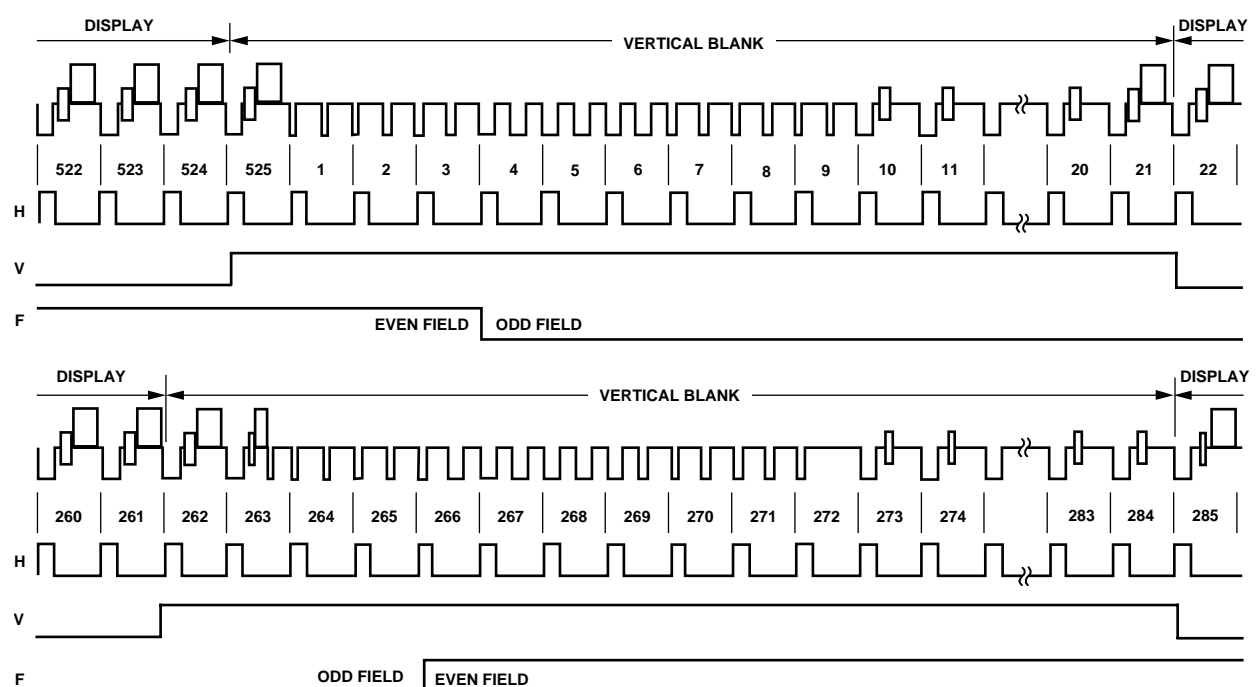 DISPLAY VERTICAL BLANK DISPLAY
522 523 524 525 1 2 3 4 5 6 7 8 9 10 11 20 21 22
H
V
F EVEN FIELD ODD FIELD
DISPLAY VERTICAL BLANK DISPLAY
260 261 262 263 264 265 266 267 268 269 270 271 272 273 274 283 284 285
H
V
F ODD FIELD EVEN FIELD